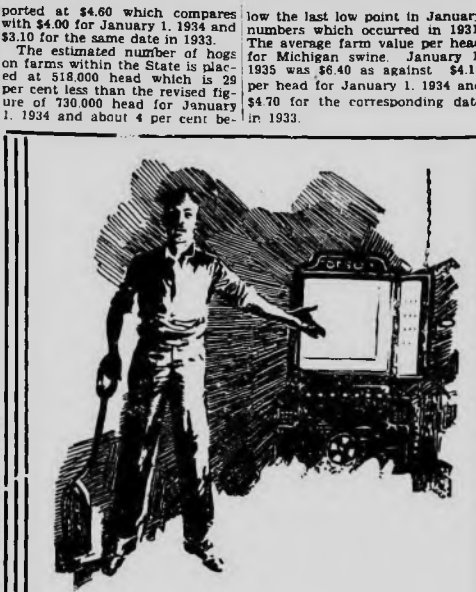 ported at $4.60 which compares
with $4.00 for January 1, 1934 and
$3.10 for the same date in 1933.
The estimated number of hogs
on farms within the State is plac-
ed at 518,000 head which is 29
per cent less than the revised fig-
ure of 730,000 head for January
1, 1934 and about 4 per cent be-
low the last low point in January
numbers which occurred in 1931
The average farm value per head
for Michigan swine. January 1
1935 was $6.40 as against $4.1
per head for January 1, 1934 and
$4.70 for the corresponding dat
in 1933.